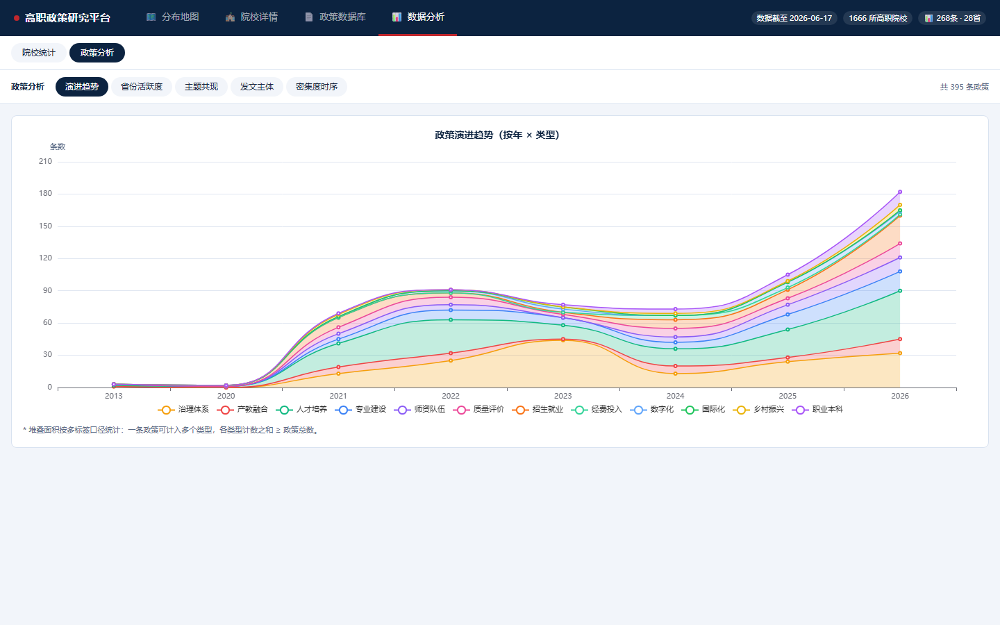 高职政策研究平台 分布地图 院校详情 政策数据库 数据分析 数据截至 2026-06-17 1666 所高职院校 268条 · 28首
院校统计 政策分析
政策分析 演进趋势 省份活跃度 主题共现 发文主体 密集度时序 共 395 条政策
政策演进趋势（按年 × 类型）
条数
210
180
150
120
90
60
30
0
2013 2020 2021 2022 2023 2024 2025 2026
治理体系 产教融合 人才培养 专业建设 师资队伍 质量评价 招生就业 经费投入 数字化 国际化 乡村振兴 职业本科
* 堆叠面积按多标签口径统计：一条政策可计入多个类型，各类型计数之和 ≥ 政策总数。